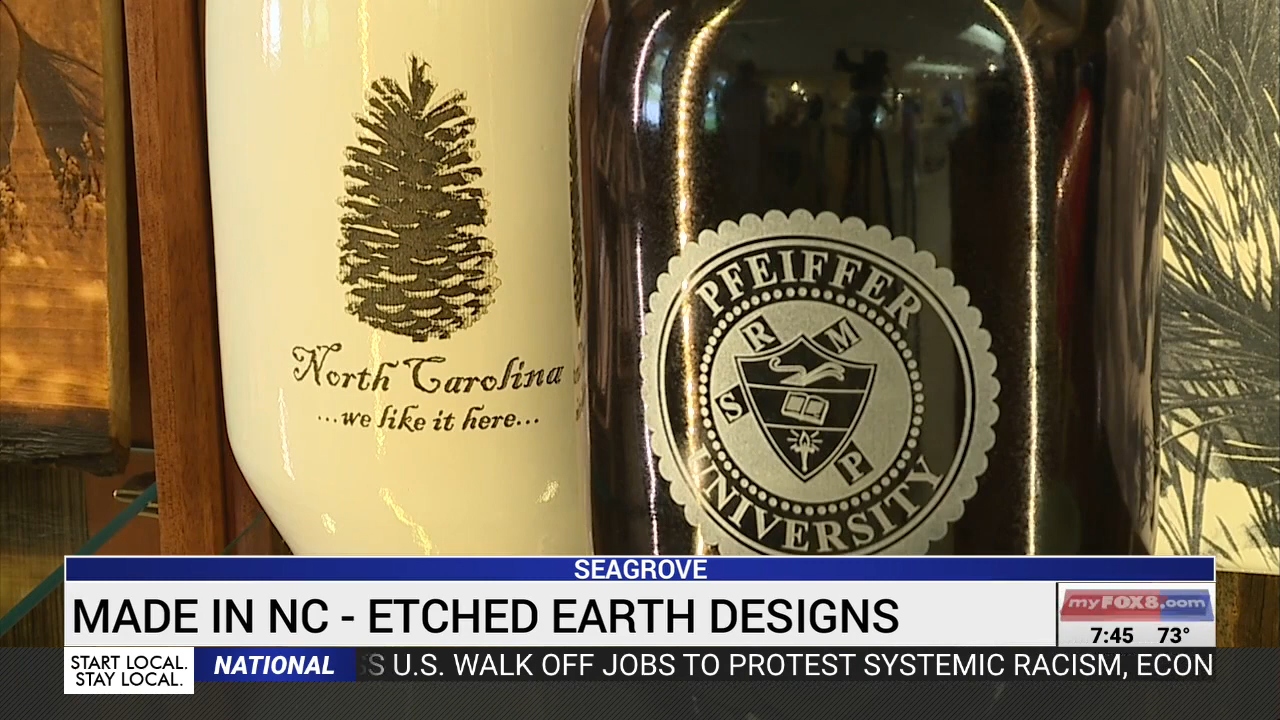 North Carolina
...we like it here...
PFEIFFER
R M
S P
UNIVERSITY
SEAGROVE
MADE IN NC - ETCHED EARTH DESIGNS
myFOX8.com
7:45 73°
START LOCAL.
STAY LOCAL.
NATIONAL
U.S. WALK OFF JOBS TO PROTEST SYSTEMIC RACISM, ECON